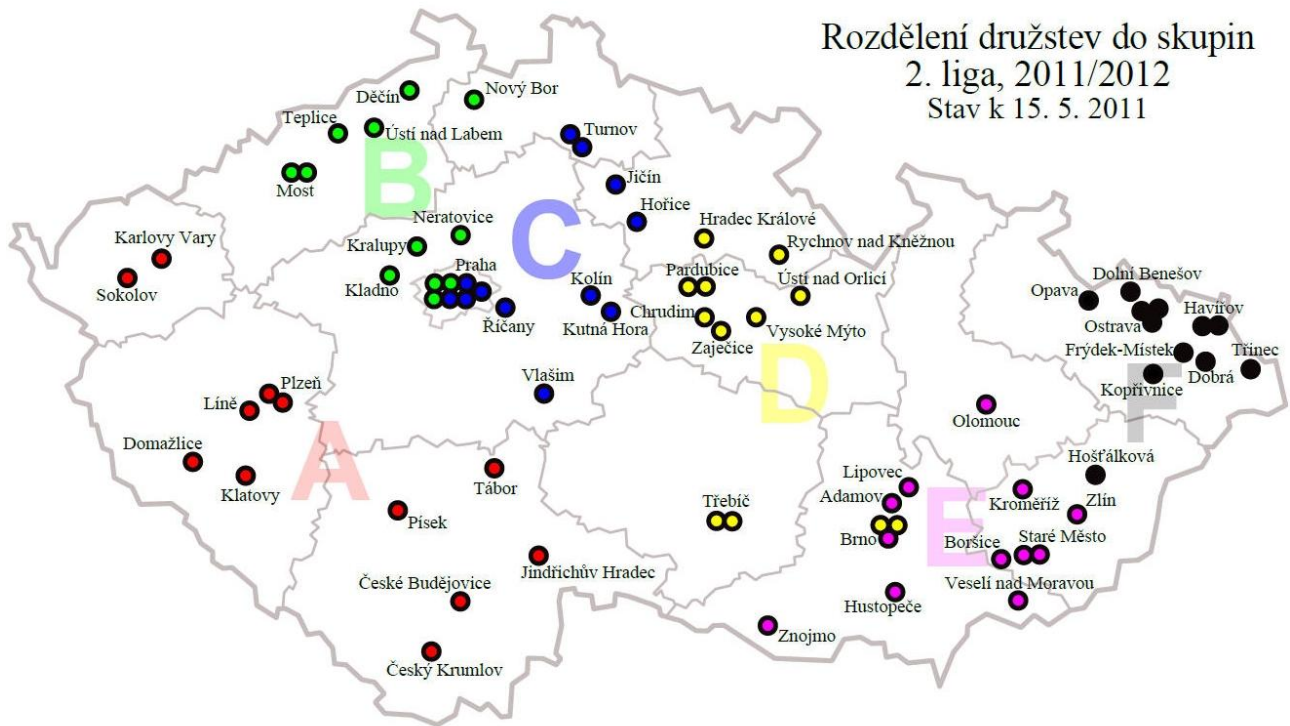 Rozdělení družstev do skupin
2. liga, 2011/2012
Stav k 15. 5. 2011
Děčín
Nový Bor
Teplice
Ústí nad Labem
Turnov
B
Most
Jičín
C
Hořice
Neratovice
Hradec Králové
Karlovy Vary
Kralupy
Rychnov nad Kněžnou
Praha
Pardubice
Ústí nad Orlicí
Dolní Benešov
Sokolov
Kladno
Kolín
Opava
Havířov
Chrudim
Říčany
Kutná Hora
Vysoké Mýto
Ostrava
Zaječice
Frýdek-Místek
Třinec
Dobrá
Vlašim
D
Kopřivnice
Plzeň
F
Líně
Olomouc
Domažlice
A
Klatovy
Tábor
Lipovec
Hošťálková
Třebíč
Adamov
E
Kroměříž
Zlín
Písek
Brno
Boršice
Staré Město
České Budějovice
Jindřichův Hradec
Veselí nad Moravou
Hustopeče
Znojmo
Český Krumlov